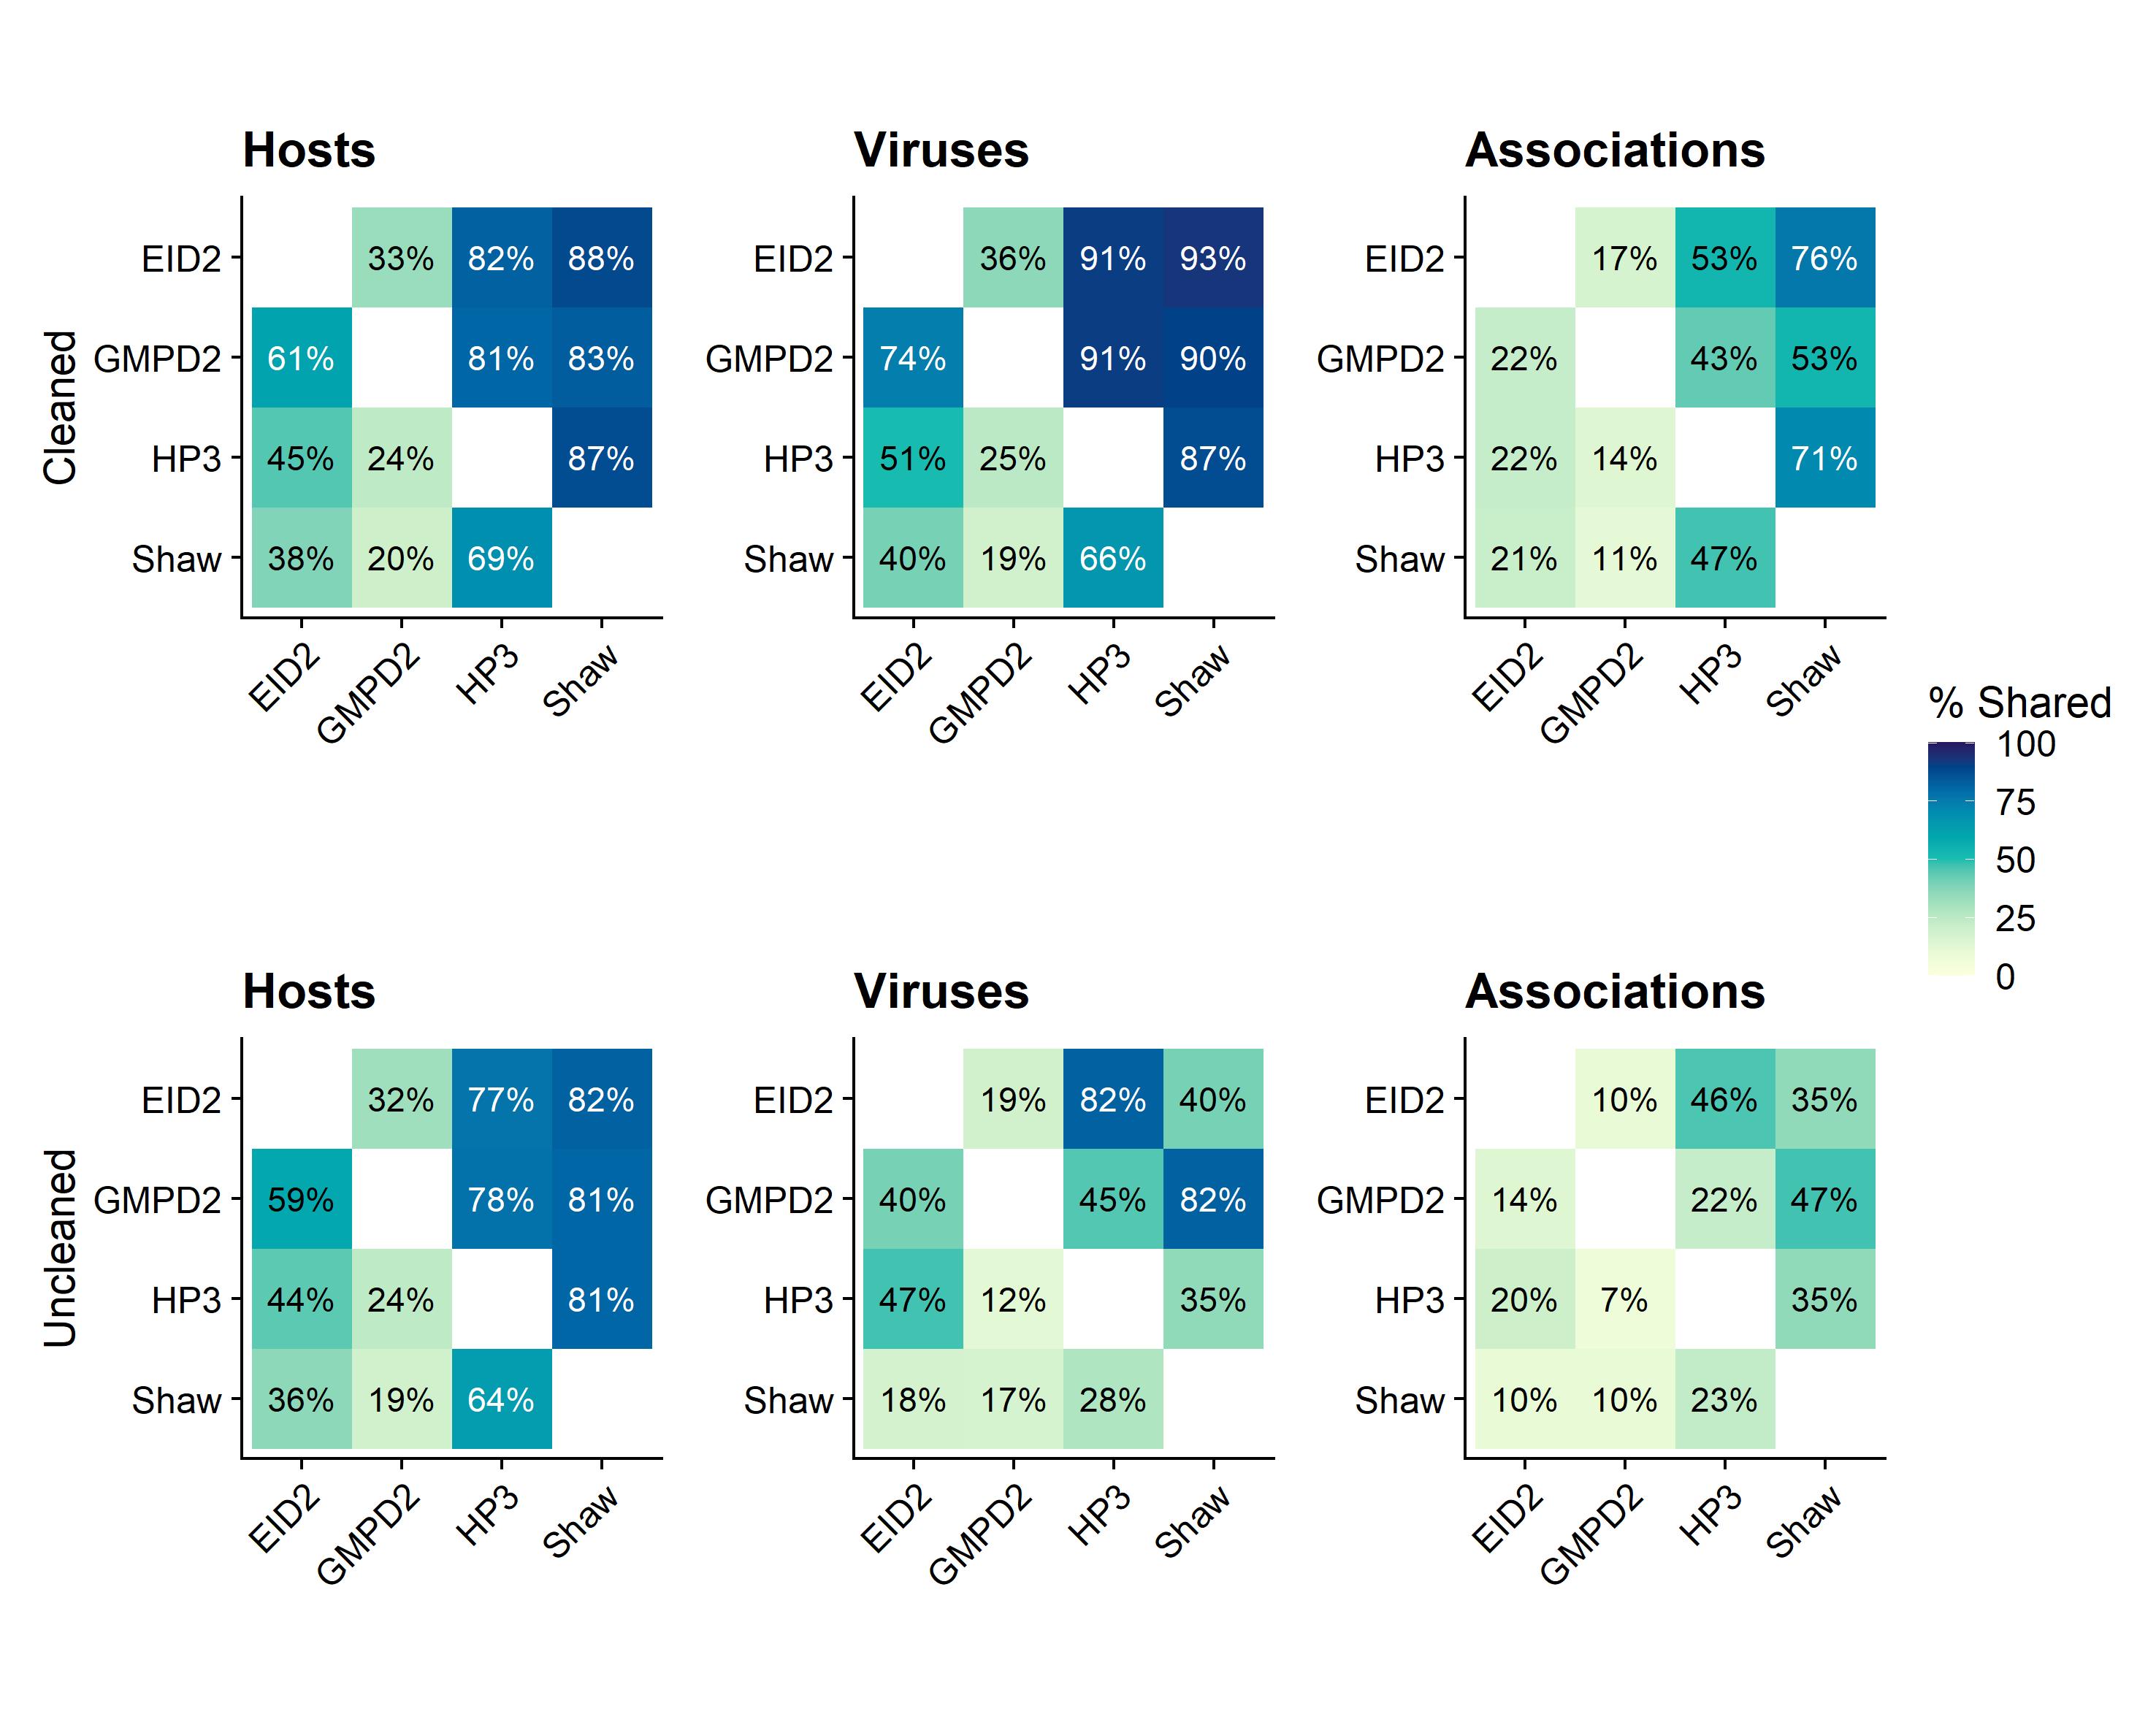 Hosts Viruses Associations
Cleaned
EID2 33% 82% 88% EID2 36% 91% 93% EID2 17% 53% 76%
GMPD2 61% 81% 83% GMPD2 74% 91% 90% GMPD2 22% 43% 53%
HP3 45% 24% 87% HP3 51% 25% 87% HP3 22% 14% 71%
Shaw 38% 20% 69% Shaw 40% 19% 66% Shaw 21% 11% 47%
EID2 GMPD2 HP3 Shaw EID2 GMPD2 HP3 Shaw EID2 GMPD2 HP3 Shaw
% Shared
100
75
50
25
0
Hosts Viruses Associations
Uncleaned
EID2 32% 77% 82% EID2 19% 82% 40% EID2 10% 46% 35%
GMPD2 59% 78% 81% GMPD2 40% 45% 82% GMPD2 14% 22% 47%
HP3 44% 24% 81% HP3 47% 12% 35% HP3 20% 7% 35%
Shaw 36% 19% 64% Shaw 18% 17% 28% Shaw 10% 10% 23%
EID2 GMPD2 HP3 Shaw EID2 GMPD2 HP3 Shaw EID2 GMPD2 HP3 Shaw